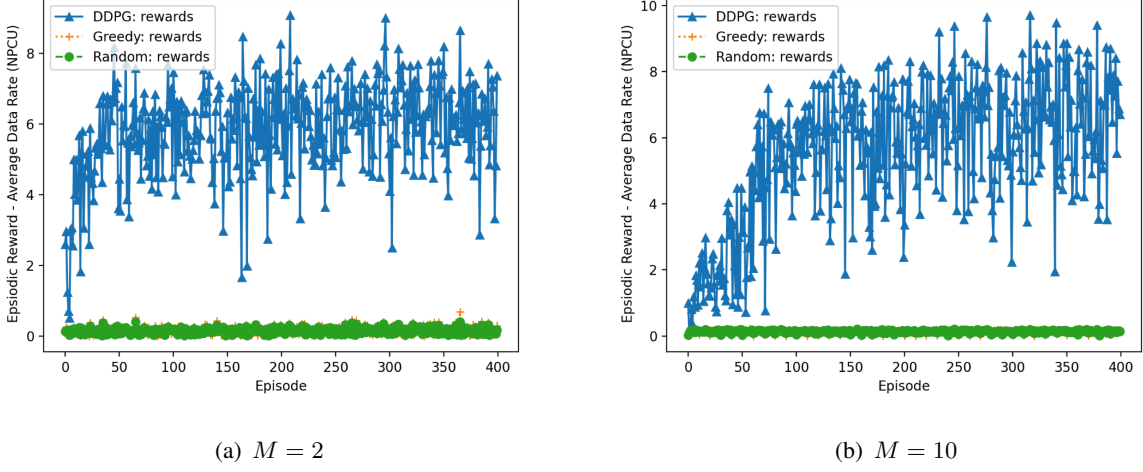 DDPG: rewards
Greedy: rewards
Random: rewards
Epsiodic Reward - Average Data Rate (NPCU)
8
6
4
2
0
0 50 100 150 200 250 300 350 400
Episode
(a) M = 2
DDPG: rewards
Greedy: rewards
Random: rewards
Epsiodic Reward - Average Data Rate (NPCU)
10
8
6
4
2
0
0 50 100 150 200 250 300 350 400
Episode
(b) M = 10